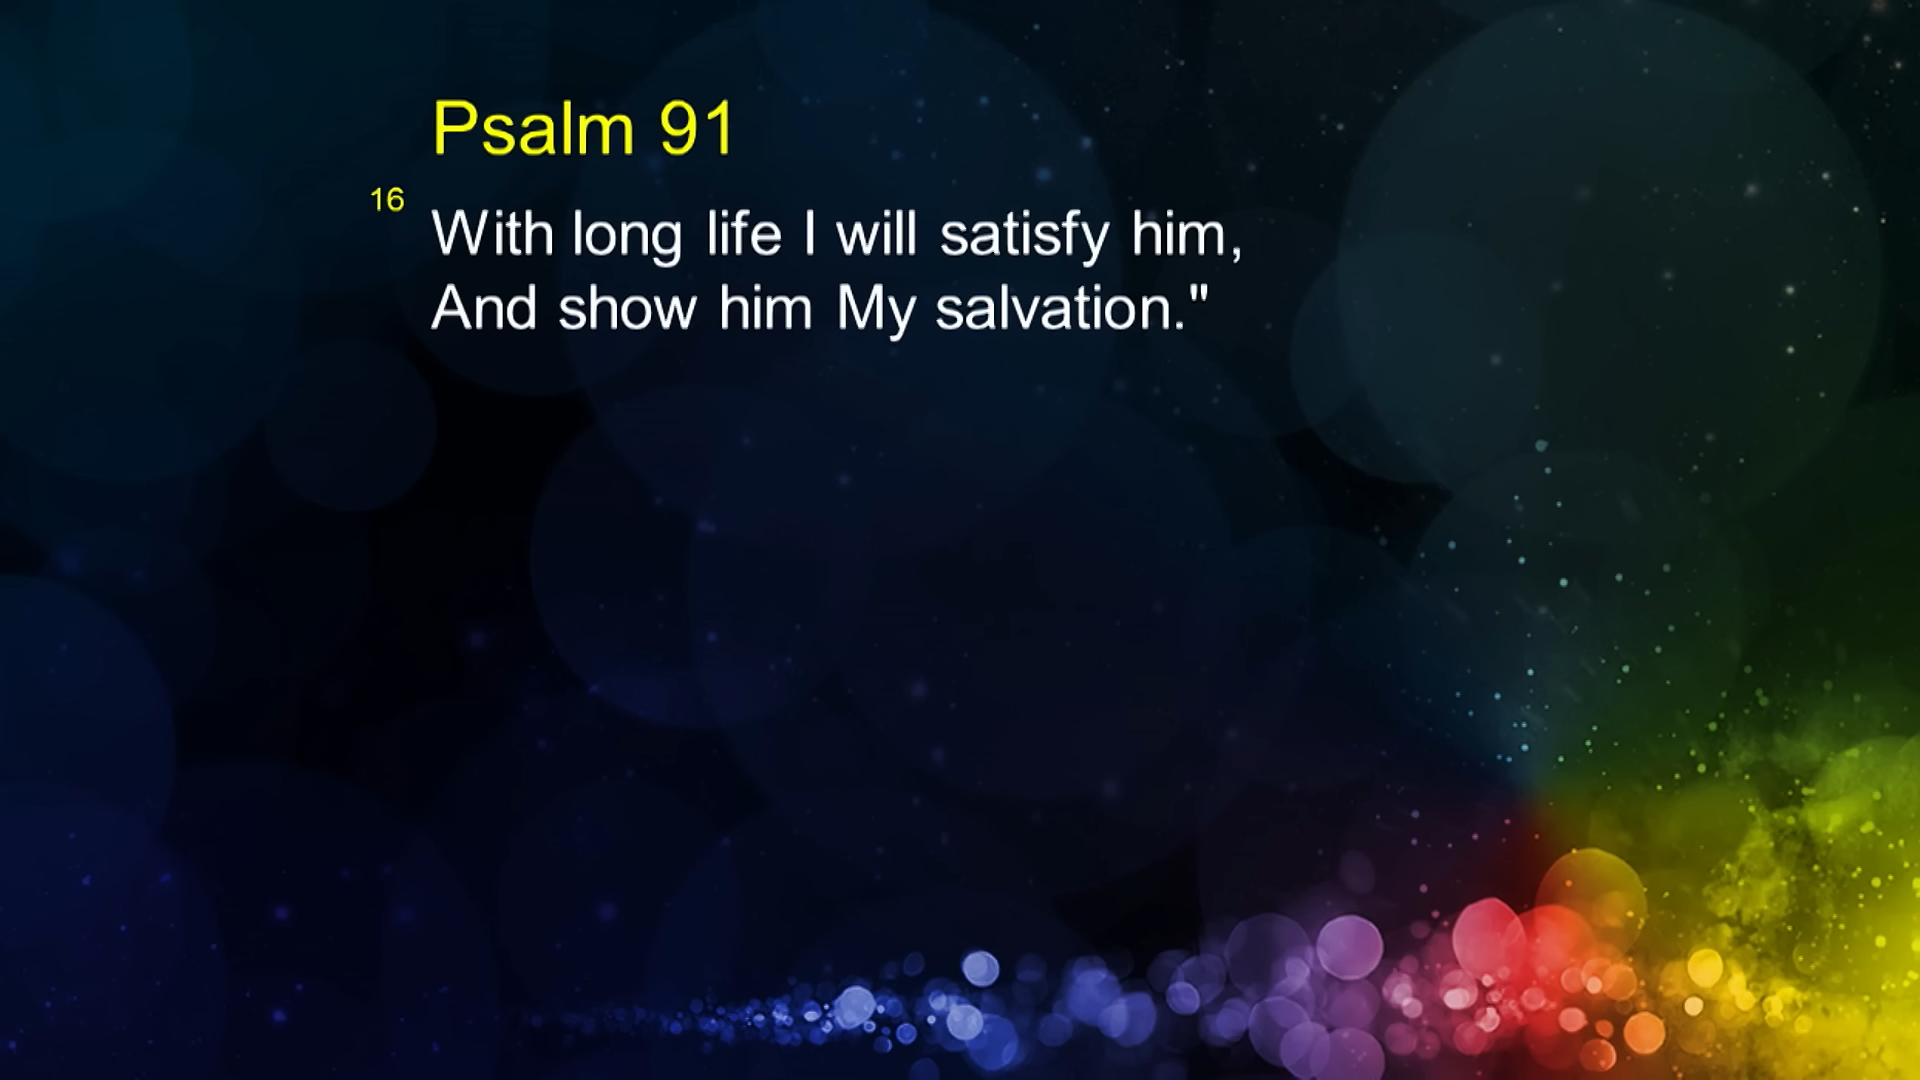 Psalm 91
16 With long life I will satisfy him,
And show him My salvation."